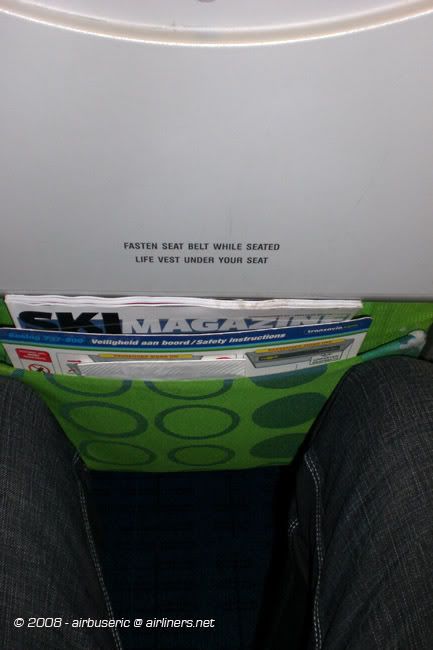 FASTEN SEAT BELT WHILE SEATED
LIFE VEST UNDER YOUR SEAT
SKI MAGAZINE
Boeing 737-800 Veiligheid aan boord / Safety instructions transavia
© 2008 - airbuseric @ airliners.net